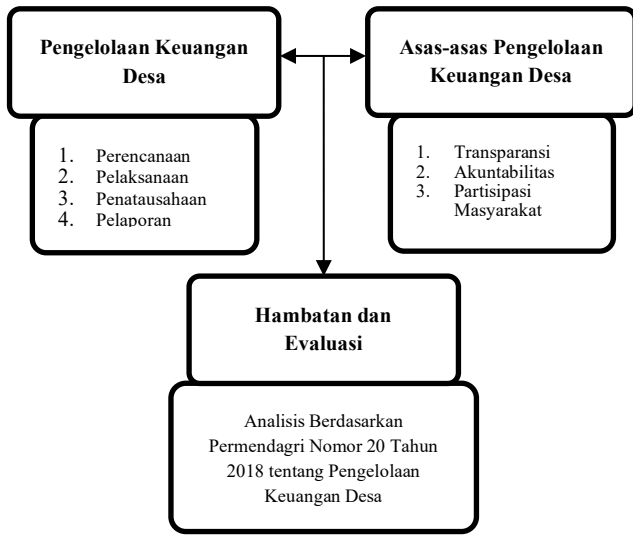 Pengelolaan Keuangan
Desa
1. Perencanaan
2. Pelaksanaan
3. Penatausahaan
4. Pelaporan
Asas-asas Pengelolaan
Keuangan Desa
1. Transparansi
2. Akuntabilitas
3. Partisipasi
Masyarakat
Hambatan dan
Evaluasi
Analisis Berdasarkan
Permendagri Nomor 20 Tahun
2018 tentang Pengelolaan
Keuangan Desa